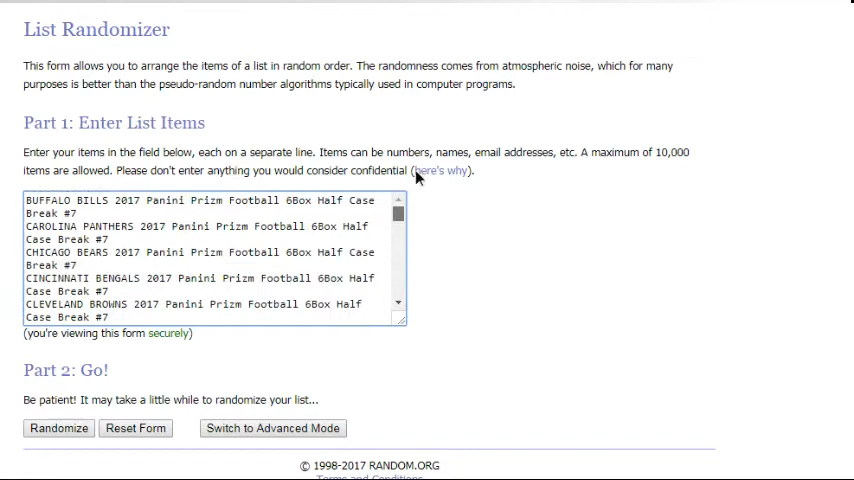 List Randomizer
This form allows you to arrange the items of a list in random order. The randomness comes from atmospheric noise, which for many
purposes is better than the pseudo-random number algorithms typically used in computer programs.
Part 1: Enter List Items
Enter your items in the field below, each on a separate line. Items can be numbers, names, email addresses, etc. A maximum of 10,000
items are allowed. Please don't enter anything you would consider confidential (here's why).
BUFFALO BILLS 2017 Panini Prizm Football 6Box Half Case
Break #7
CAROLINA PANTHERS 2017 Panini Prizm Football 6Box Half
Case Break #7
CHICAGO BEARS 2017 Panini Prizm Football 6Box Half Case
Break #7
CINCINNATI BENGALS 2017 Panini Prizm Football 6Box Half
Case Break #7
CLEVELAND BROWNS 2017 Panini Prizm Football 6Box Half
Case Break #7
(you're viewing this form securely)
Part 2: Go!
Be patient! It may take a little while to randomize your list...
Randomize Reset Form Switch to Advanced Mode
© 1998-2017 RANDOM.ORG
Terms and Conditions